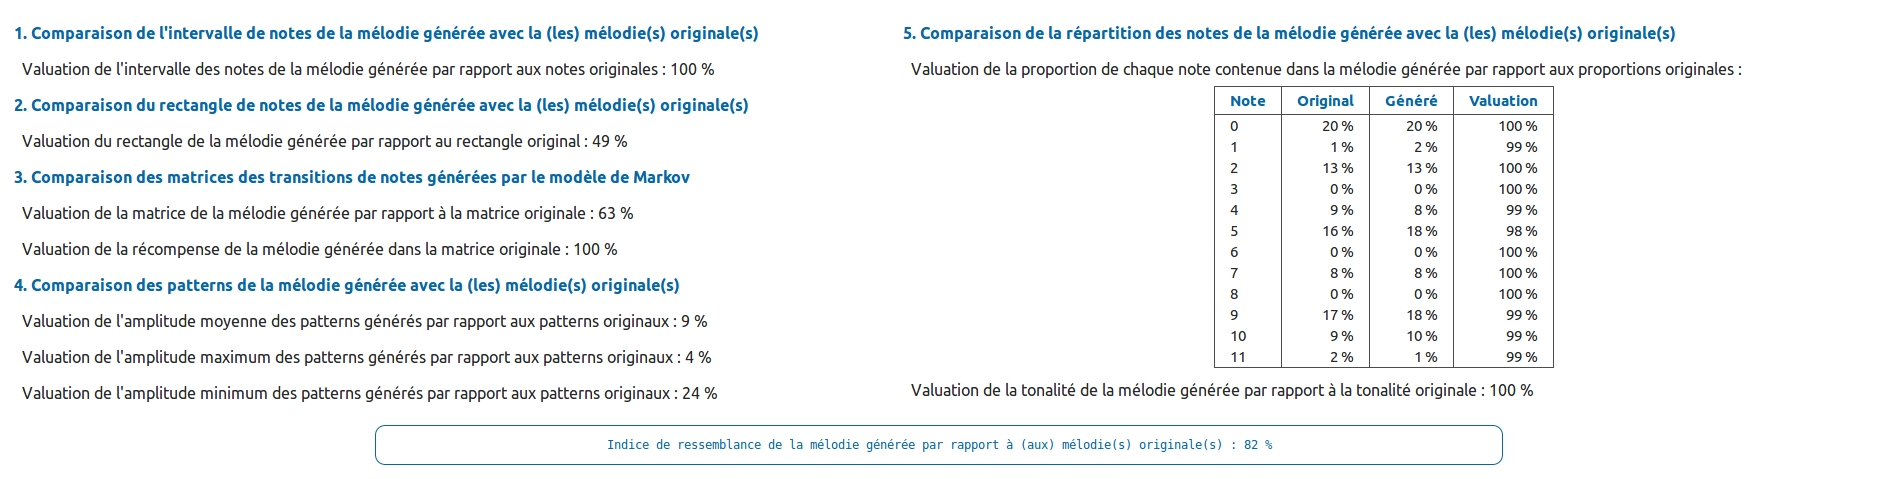 1. Comparaison de l'intervalle de notes de la mélodie générée avec la (les) mélodie(s) originale(s)
Valuation de l'intervalle des notes de la mélodie générée par rapport aux notes originales : 100 %
2. Comparaison du rectangle de notes de la mélodie générée avec la (les) mélodie(s) originale(s)
Valuation du rectangle de la mélodie générée par rapport au rectangle original : 49 %
3. Comparaison des matrices des transitions de notes générées par le modèle de Markov
Valuation de la matrice de la mélodie générée par rapport à la matrice originale : 63 %
Valuation de la récompense de la mélodie générée dans la matrice originale : 100 %
4. Comparaison des patterns de la mélodie générée avec la (les) mélodie(s) originale(s)
Valuation de l'amplitude moyenne des patterns générés par rapport aux patterns originaux : 9 %
Valuation de l'amplitude maximum des patterns générés par rapport aux patterns originaux : 4 %
Valuation de l'amplitude minimum des patterns générés par rapport aux patterns originaux : 24 %
5. Comparaison de la répartition des notes de la mélodie générée avec la (les) mélodie(s) originale(s)
Valuation de la proportion de chaque note contenue dans la mélodie générée par rapport aux proportions originales :
Note Original Généré Valuation
0 20 % 20 % 100 %
1 1 % 2 % 99 %
2 13 % 13 % 100 %
3 0 % 0 % 100 %
4 9 % 8 % 99 %
5 16 % 18 % 98 %
6 0 % 0 % 100 %
7 8 % 8 % 100 %
8 0 % 0 % 100 %
9 17 % 18 % 99 %
10 9 % 10 % 99 %
11 2 % 1 % 99 %
Valuation de la tonalité de la mélodie générée par rapport à la tonalité originale : 100 %
Indice de ressemblance de la mélodie générée par rapport à (aux) mélodie(s) originale(s) : 82 %